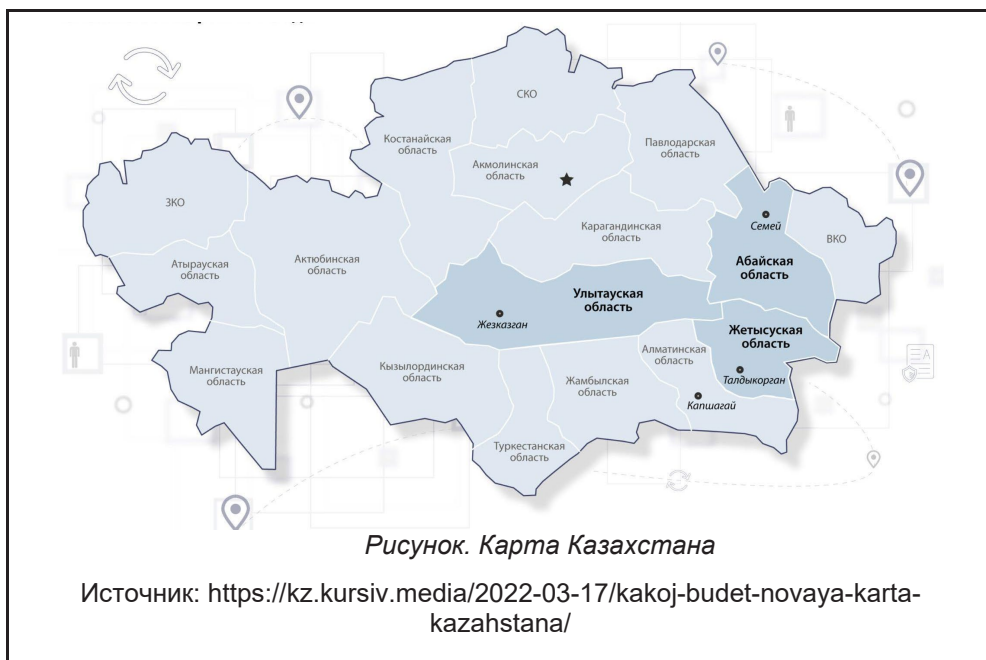 СКО
Костанайская
область
Павлодарская
область
Акмолинская
область
ЗКО
Семей
Карагандинская
область
ВКО
Атырауская
область
Актюбинская
область
Абайская
область
Улытауская
область
Жезказган
Жетысуская
область
Мангистауская
область
Кызылординская
область
Жамбылская
область
Алматинская
область
Талдыкорган
Капшагай
Туркестанская
область
Рисунок. Карта Казахстана
Источник: https://kz.kursiv.media/2022-03-17/kakoj-budet-novaya-karta-
kazahstana/